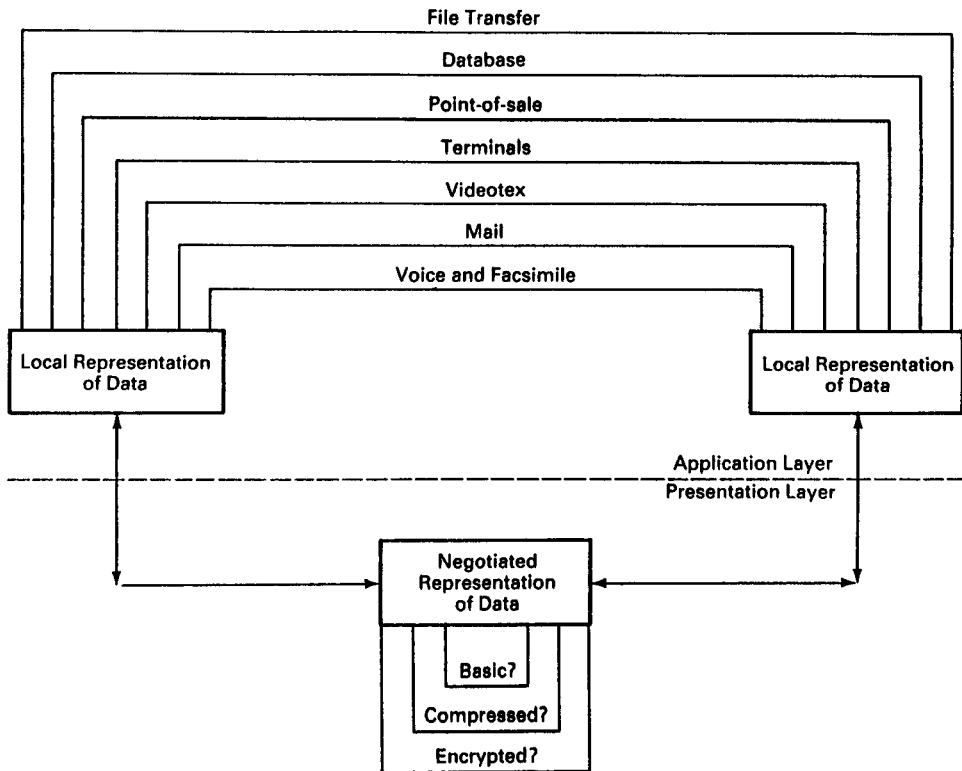 File Transfer
Database
Point-of-sale
Terminals
Videotex
Mail
Voice and Facsimile
Local Representation
of Data
Local Representation
of Data
Application Layer
Presentation Layer
Negotiated
Representation
of Data
Basic?
Compressed?
Encrypted?